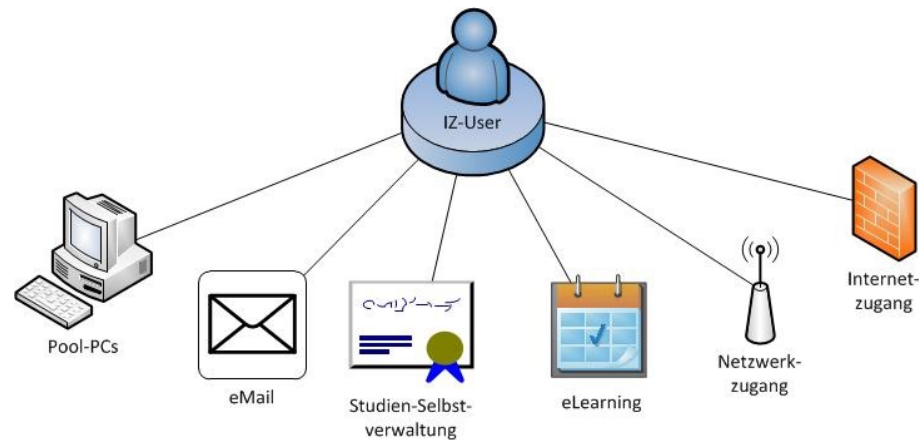 IZ-User
Pool-PCs
eMail
Studien-Selbst-
verwaltung
eLearning
Netzwerk-
zugang
Internet-
zugang